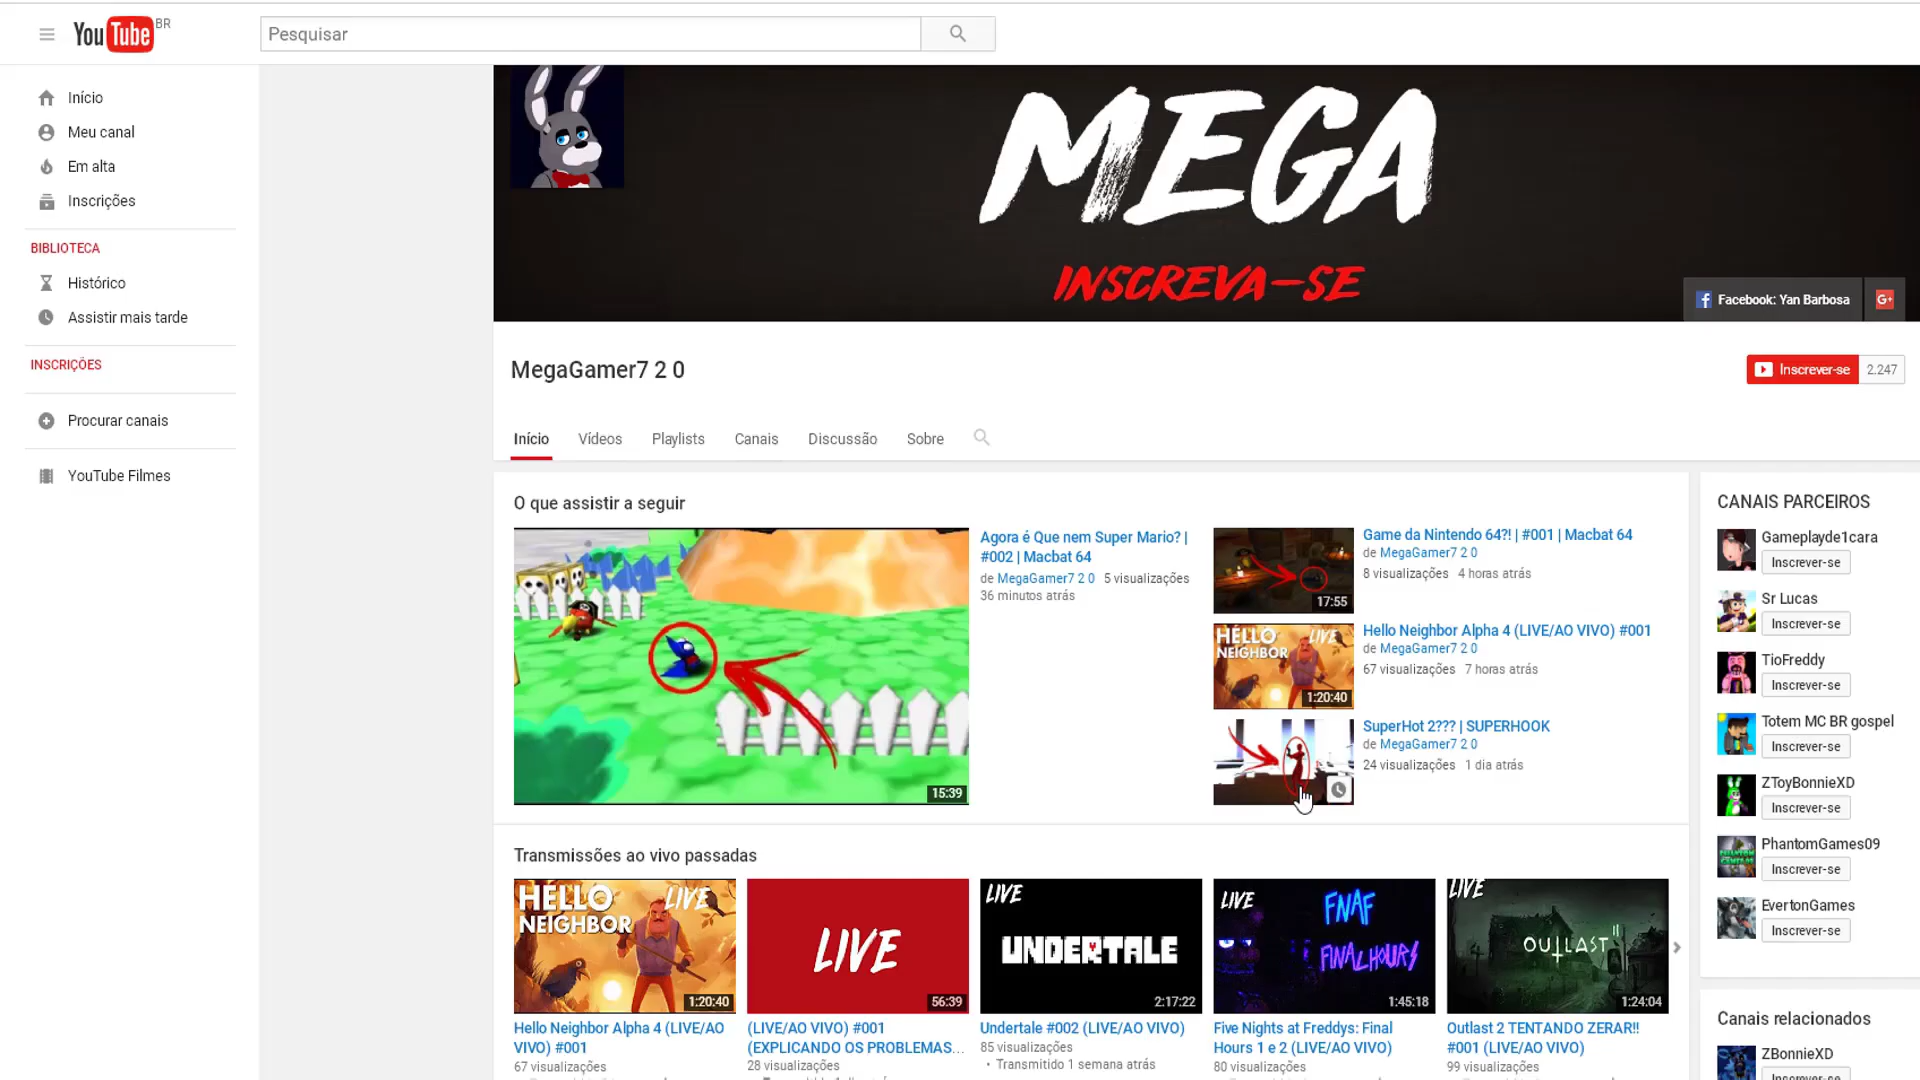 YouTube BR
Pesquisar
Início
Meu canal
Em alta
Inscrições
BIBLIOTECA
Histórico
Assistir mais tarde
INSCRIÇÕES
Procurar canais
YouTube Filmes
MEGA
INSCREVA-SE
Facebook: Yan Barbosa
G+
MegaGamer7 2 0
Inscrever-se 2.247
Início Vídeos Playlists Canais Discussão Sobre
O que assistir a seguir
15:39
Agora é Que nem Super Mario? |
#002 | Macbat 64
de MegaGamer7 2 0 5 visualizações
36 minutos atrás
17:55
Game da Nintendo 64?! | #001 | Macbat 64
de MegaGamer7 2 0
8 visualizações 4 horas atrás
HELLO NEIGHBOR LIVE
1:20:40
Hello Neighbor Alpha 4 (LIVE/AO VIVO) #001
de MegaGamer7 2 0
67 visualizações 7 horas atrás
SuperHot 2??? | SUPERHOOK
de MegaGamer7 2 0
24 visualizações 1 dia atrás
Transmissões ao vivo passadas
HELLO NEIGHBOR LIVE
1:20:40
Hello Neighbor Alpha 4 (LIVE/AO
VIVO) #001
67 visualizações
LIVE
56:39
(LIVE/AO VIVO) #001
(EXPLICANDO OS PROBLEMAS...
28 visualizações
LIVE
UNDERTALE
2:17:22
Undertale #002 (LIVE/AO VIVO)
85 visualizações
• Transmitido 1 semana atrás
LIVE
FNAF
FINAL HOURS
1:45:18
Five Nights at Freddys: Final
Hours 1 e 2 (LIVE/AO VIVO)
80 visualizações
LIVE
OUTLAST II
1:24:04
Outlast 2 TENTANDO ZERAR!!
#001 (LIVE/AO VIVO)
99 visualizações
CANAIS PARCEIROS
Gameplayde1cara
Inscrever-se
Sr Lucas
Inscrever-se
TioFreddy
Inscrever-se
Totem MC BR gospel
Inscrever-se
ZToyBonnieXD
Inscrever-se
PhantomGames09
Inscrever-se
EvertonGames
Inscrever-se
Canais relacionados
ZBonnieXD
Inscrever-se